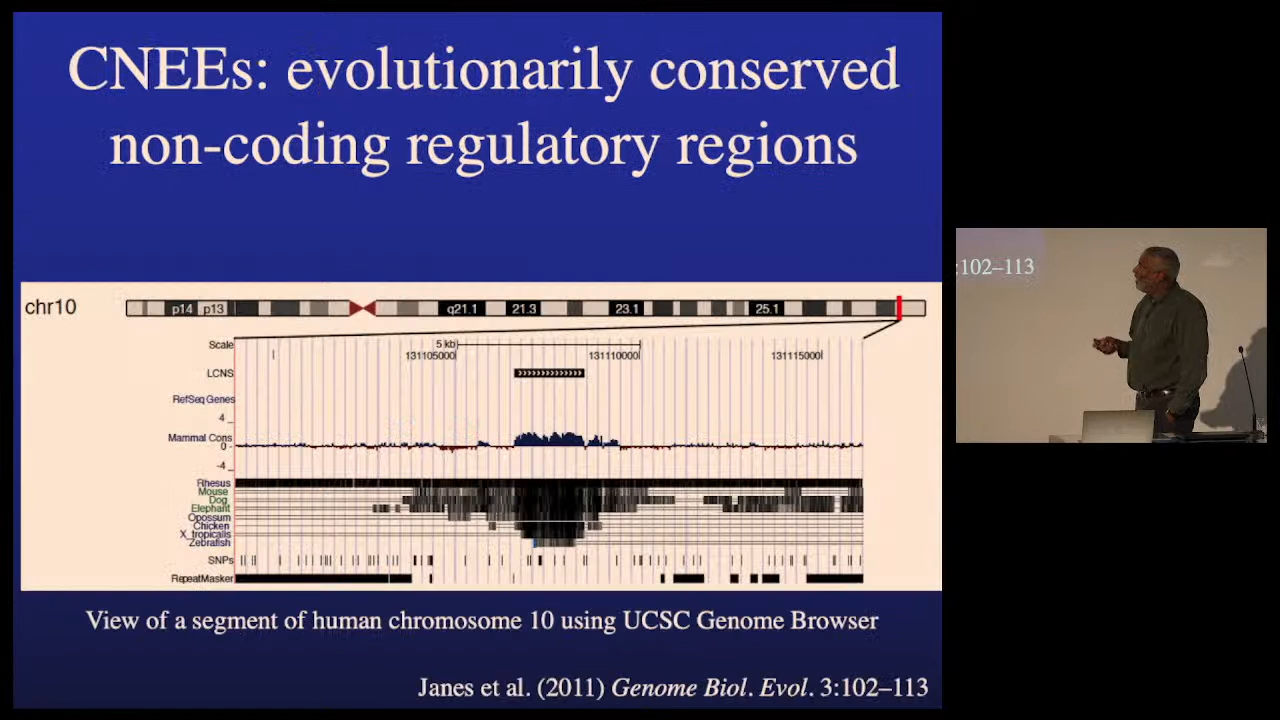 CNEEs: evolutionarily conserved
non-coding regulatory regions
chr10
p14 p13 q21.1 21.3 23.1 25.1
Scale 5 kb
131105000 131110000 131115000
LCNS
RefSeq Genes
4
Mammal Cons
0
-4
Rhesus
Mouse
Dog
Elephant
Opossum
Chicken
X_tropicalis
Zebrafish
SNPs
RepeatMasker
View of a segment of human chromosome 10 using UCSC Genome Browser
Janes et al. (2011) Genome Biol. Evol. 3:102–113
:102–113